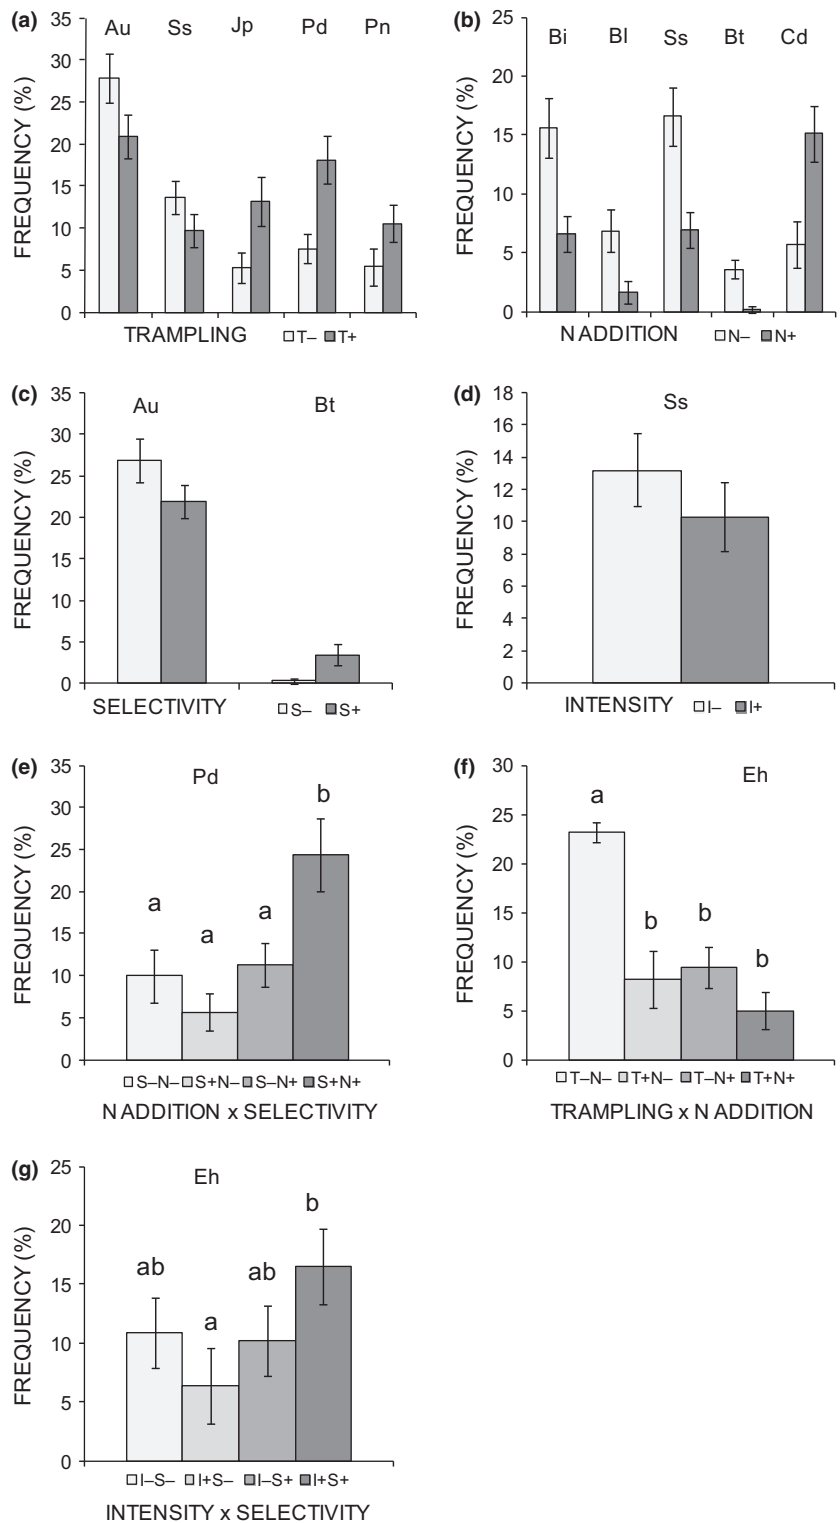 (a)
35
30
25
20
15
10
5
0
FREQUENCY (%)
Au Ss Jp Pd Pn
TRAMPLING T– T+
(b)
25
20
15
10
5
0
FREQUENCY (%)
Bi Bl Ss Bt Cd
N ADDITION N– N+
(c)
35
30
25
20
15
10
5
0
FREQUENCY (%)
Au Bt
SELECTIVITY S– S+
(d)
18
16
14
12
10
8
6
4
2
0
FREQUENCY (%)
Ss
INTENSITY I– I+
(e)
35
30
25
20
15
10
5
0
FREQUENCY (%)
Pd
a a a b
S–N– S+N– S–N+ S+N+
N ADDITION x SELECTIVITY
(f)
30
25
20
15
10
5
0
FREQUENCY (%)
Eh
a b b b
T–N– T+N– T–N+ T+N+
TRAMPLING x N ADDITION
(g)
25
20
15
10
5
0
FREQUENCY (%)
Eh
ab a ab b
I–S– I+S– I–S+ I+S+
INTENSITY x SELECTIVITY